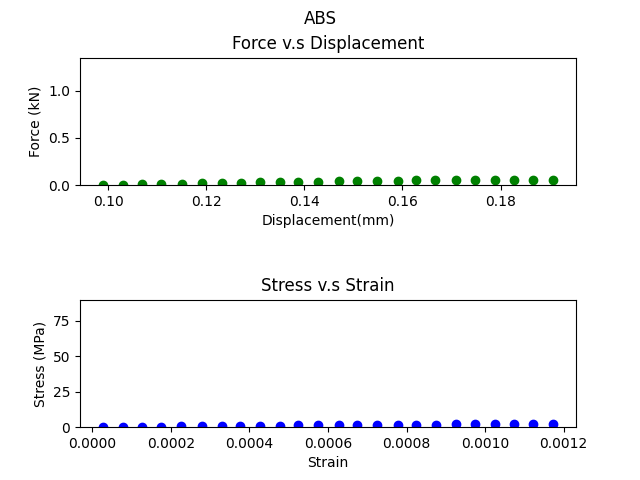 ABS
Force v.s Displacement
1.0
0.5
0.0
Force (kN)
0.10 0.12 0.14 0.16 0.18
Displacement(mm)
Stress v.s Strain
75
50
25
0
Stress (MPa)
0.0000 0.0002 0.0004 0.0006 0.0008 0.0010 0.0012
Strain